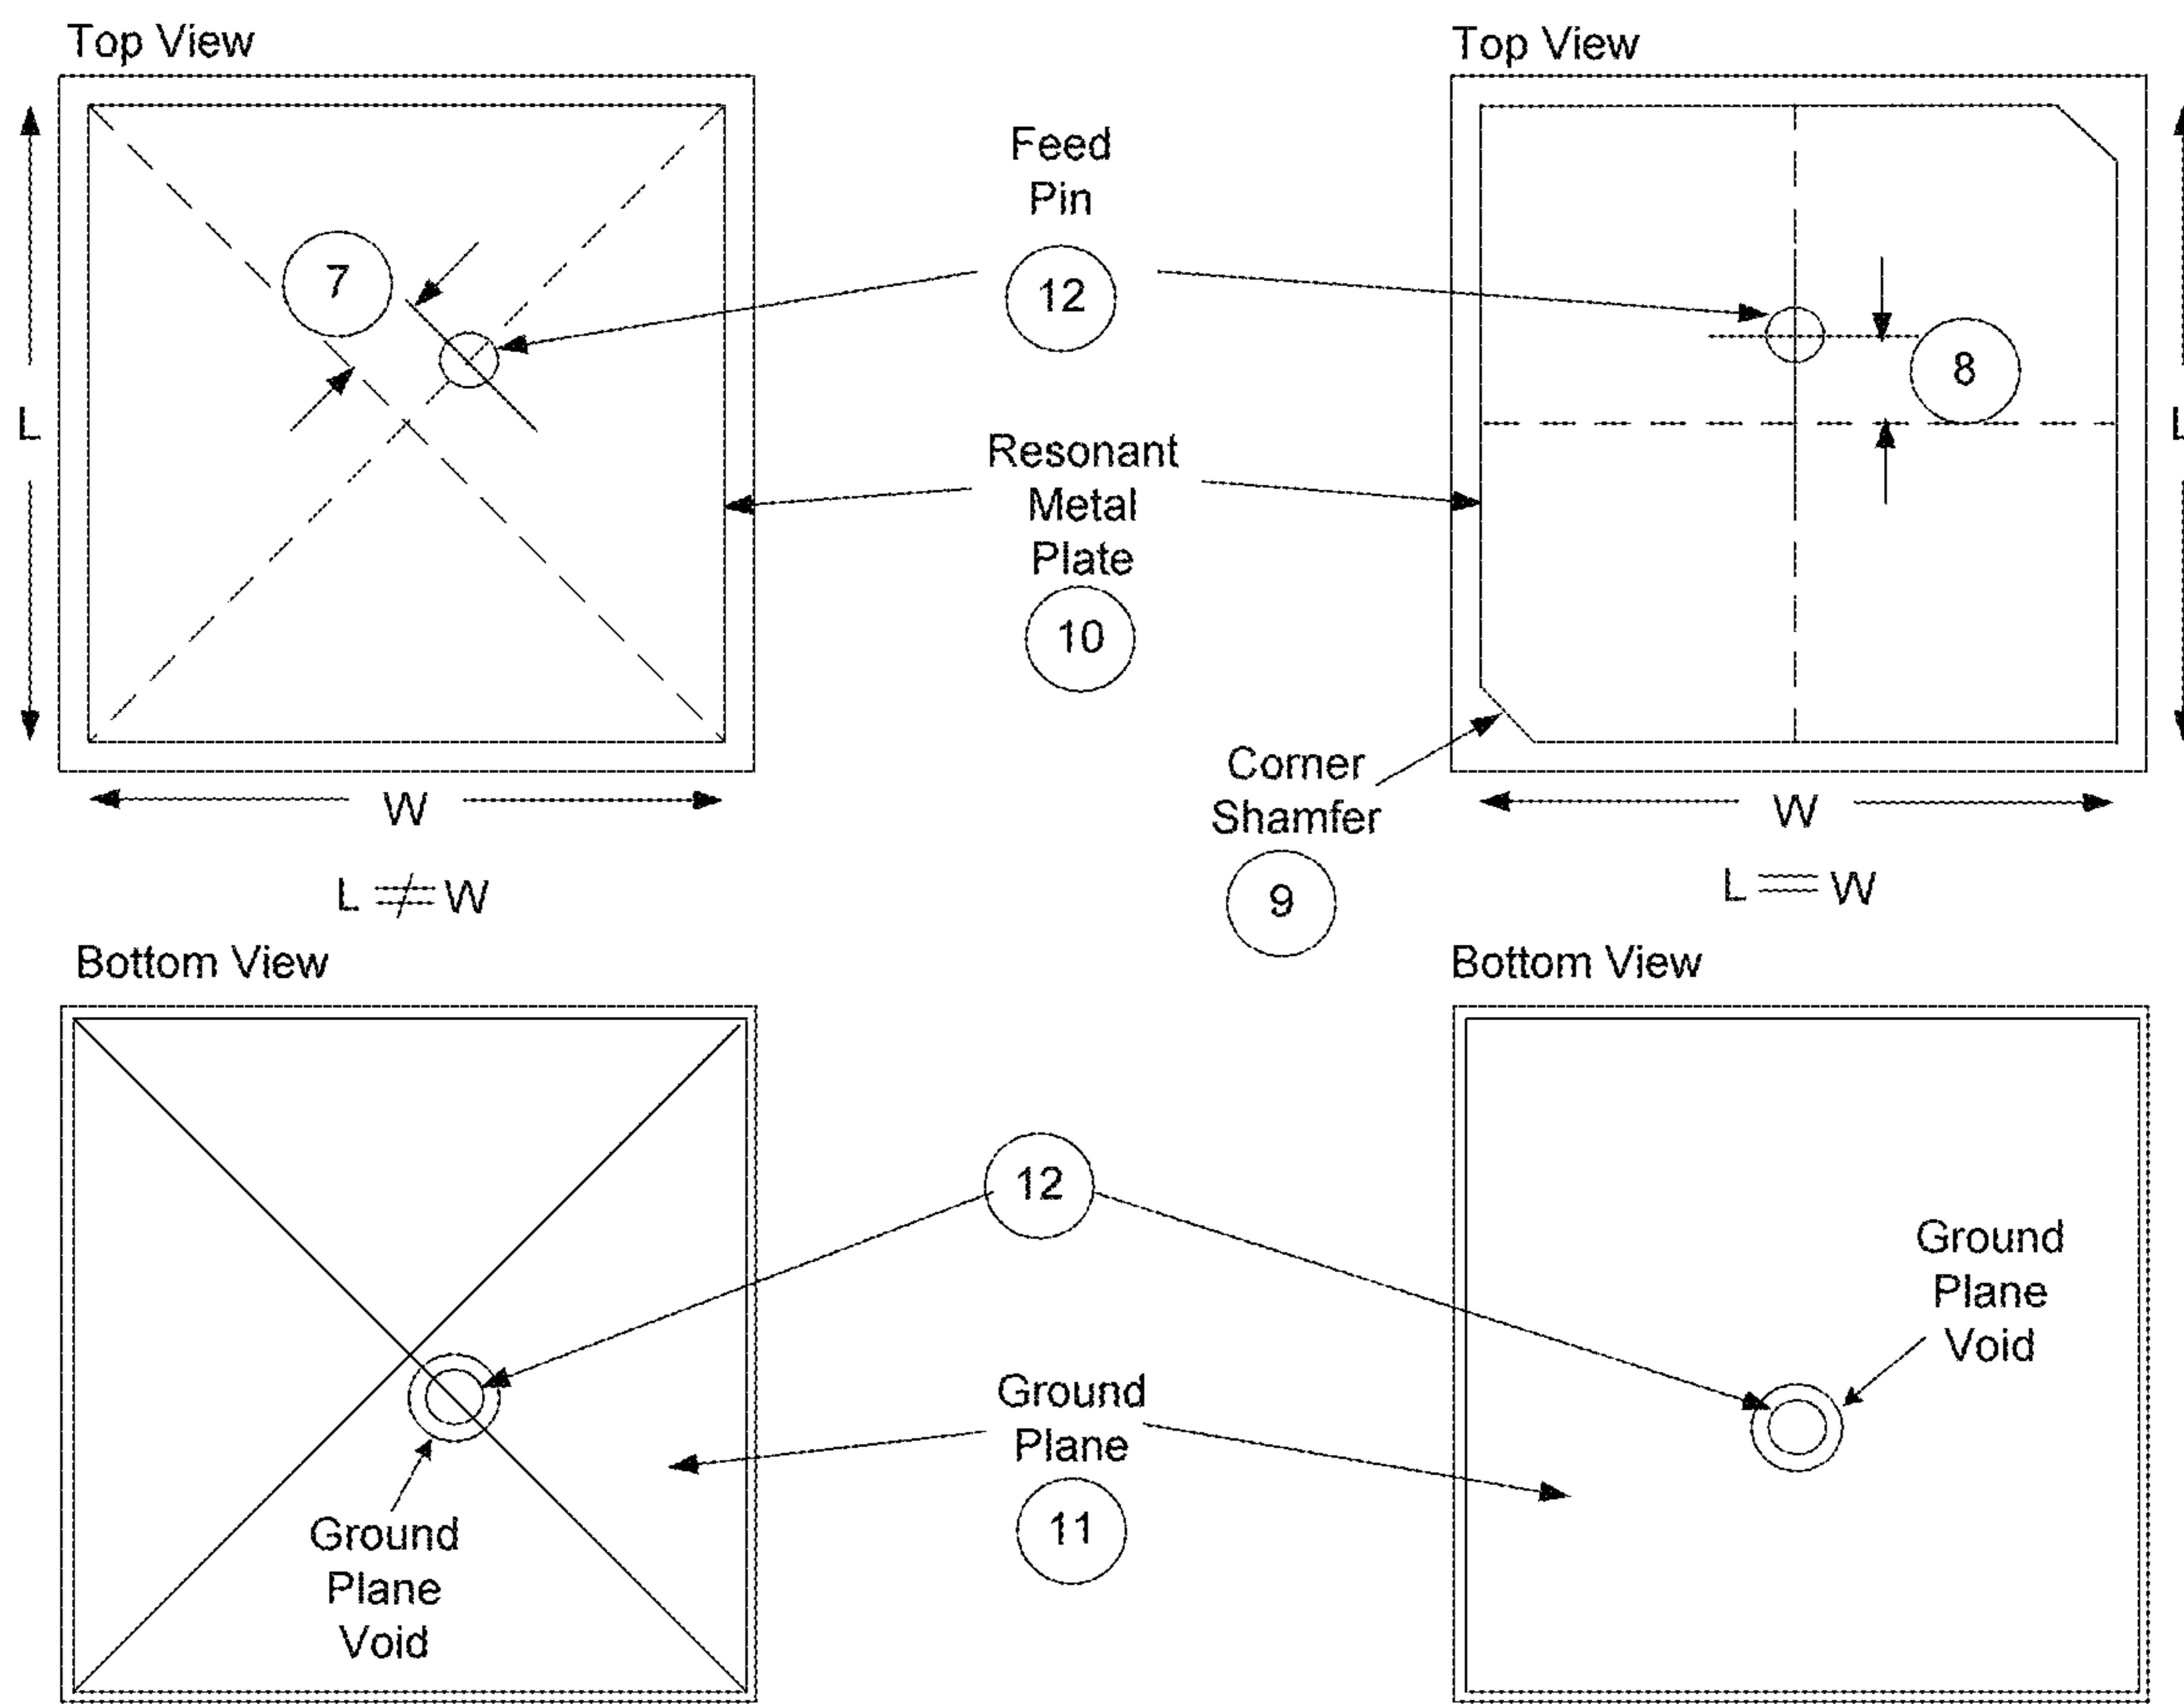 Top View
Top View
7
Feed
Pin
12
8
L
L
Resonant
Metal
Plate
10
W
W
Corner
Shamfer
9
L ≠ W
L = W
Bottom View
Bottom View
12
Ground
Plane
Void
Ground
Plane
11
Ground
Plane
Void